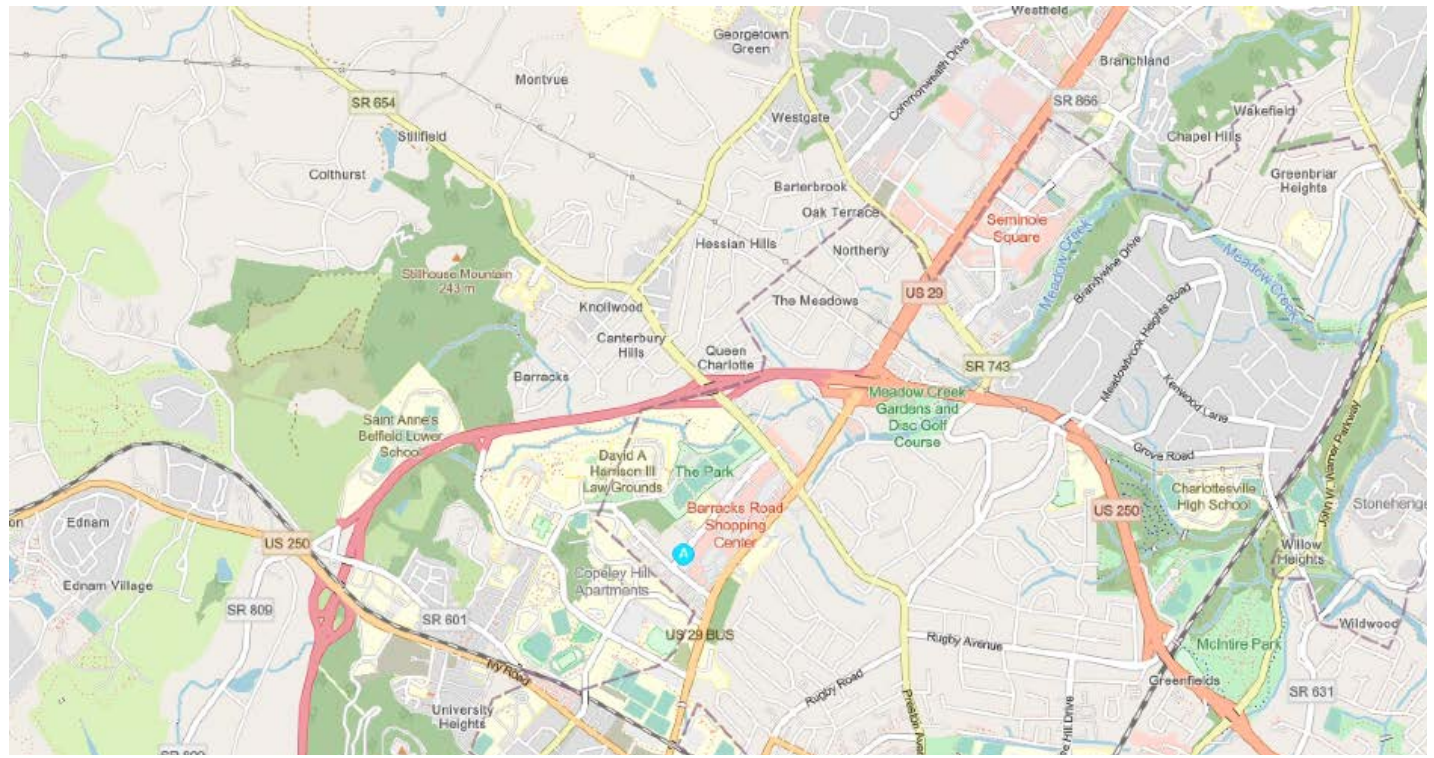 Westfield
Georgetown
Green
Branchland
Montvue
Commonwealth Drive
SR 654
SR 866
Wakefield
Westgate
Stillfield
Chapel Hills
Colthurst
Greenbriar
Heights
Barterbrook
Oak Terrace
Seminole
Square
Hessian Hills
Northerly
Meadow Creek
Brandywine Drive
Meadow Creek
Stillhouse Mountain
243 m
US 29
The Meadows
Knollwood
Meadowbrook Heights Road
Canterbury
Hills
Queen
Charlotte
SR 743
Barracks
Kenwood Lane
Meadow Creek
Gardens and
Disc Golf
Course
Saint Anne's
Belfield Lower
School
John W. Warner Parkway
Grove Road
David A
Harrison III
Law Grounds
The Park
Charlottesville
High School
Stonehenge
Barracks Road
Shopping
Center
US 250
Ednam
US 250
A
Willow
Heights
Copeley Hill
Apartments
Ednam Village
SR 809
SR 601
Wildwood
US 29 BUS
Rugby Avenue
McIntire Park
Ivy Road
Rugby Road
Greenfields
SR 631
University
Heights
Preston Ave
e Hill Drive